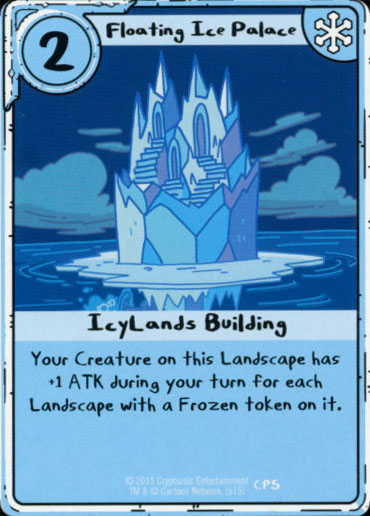 2
Floating Ice Palace
IcyLands Building
Your Creature on this Landscape has
+1 ATK during your turn for each
Landscape with a Frozen token on it.
© 2015 Cryptozoic Entertainment
TM & © Cartoon Network. (s15) CPS